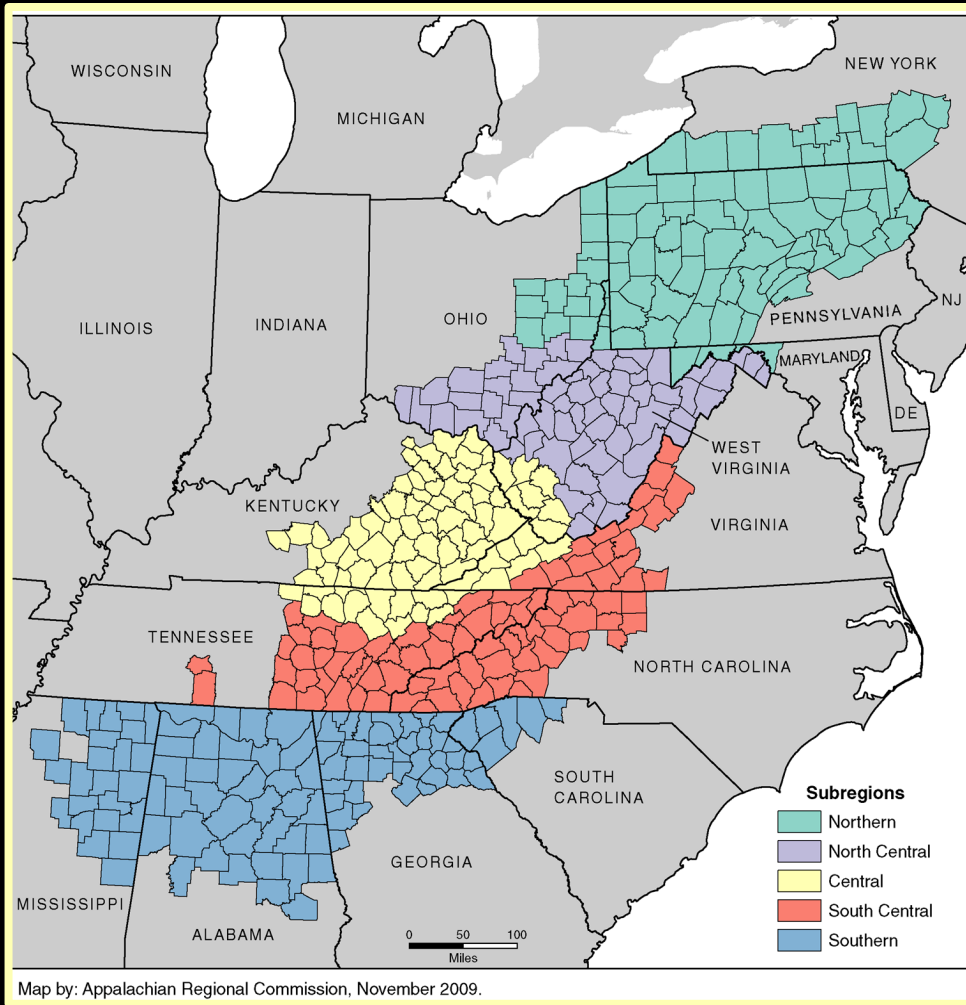 WISCONSIN
NEW YORK
MICHIGAN
ILLINOIS
INDIANA
OHIO
PENNSYLVANIA
NJ
MARYLAND
DE
WEST
VIRGINIA
KENTUCKY
VIRGINIA
TENNESSEE
NORTH CAROLINA
SOUTH
CAROLINA
GEORGIA
MISSISSIPPI
ALABAMA
Subregions
Northern
North Central
Central
South Central
Southern
0 50 100
Miles
Map by: Appalachian Regional Commission, November 2009.